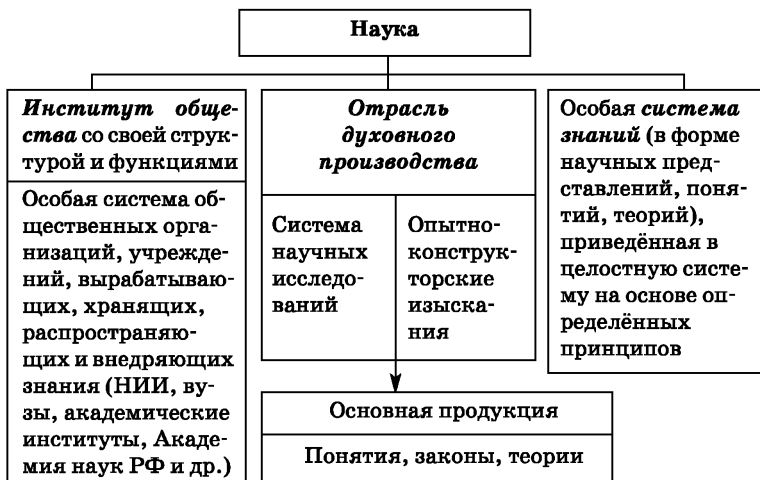 Наука
Институт обще-
ства со своей струк-
турой и функциями
Особая система об-
щественных орга-
низаций, учрежде-
ний, вырабатываю-
щих, хранящих,
распространяю-
щих и внедряющих
знания (НИИ, ву-
зы, академические
институты, Акаде-
мия наук РФ и др.)
Отрасль
духовного
производства
Система
научных
исследо-
ваний
Опытно-
конструк-
торские
изыска-
ния
Основная продукция
Понятия, законы, теории
Особая система
знаний (в форме
научных пред-
ставлений, поня-
тий, теорий),
приведённая в
целостную систе-
му на основе оп-
ределённых
принципов